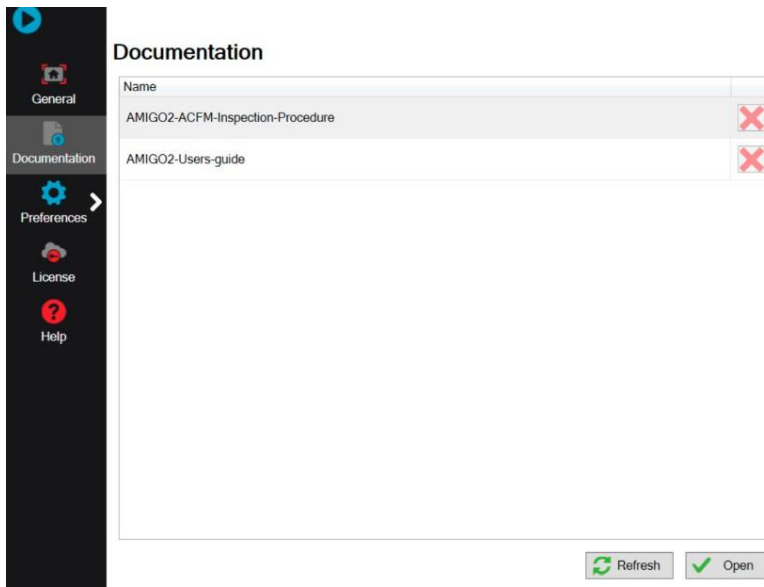 Documentation
General
Name
AMIGO2-ACFM-Inspection-Procedure
Documentation
AMIGO2-Users-guide
Preferences
License
Help
Refresh
Open